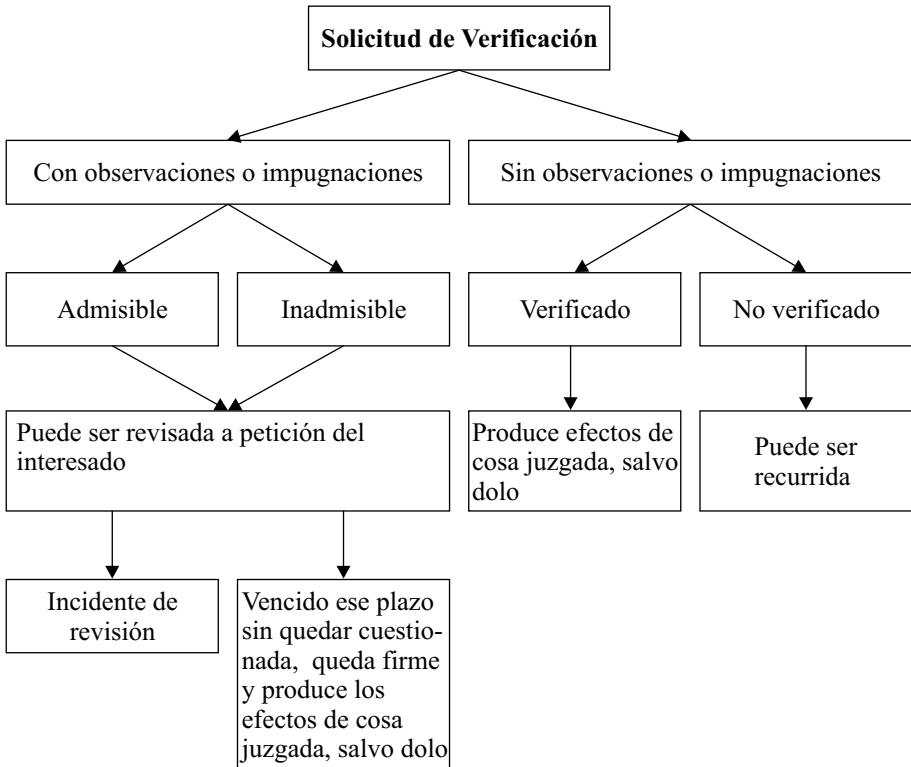 Solicitud de Verificación
Con observaciones o impugnaciones
Sin observaciones o impugnaciones
Admisible
Inadmisible
Verificado
No verificado
Puede ser revisada a petición del
interesado
Produce efectos de
cosa juzgada, salvo
dolo
Puede ser
recurrida
Incidente de
revisión
Vencido ese plazo
sin quedar cuestio-
nada, queda firme
y produce los
efectos de cosa
juzgada, salvo dolo